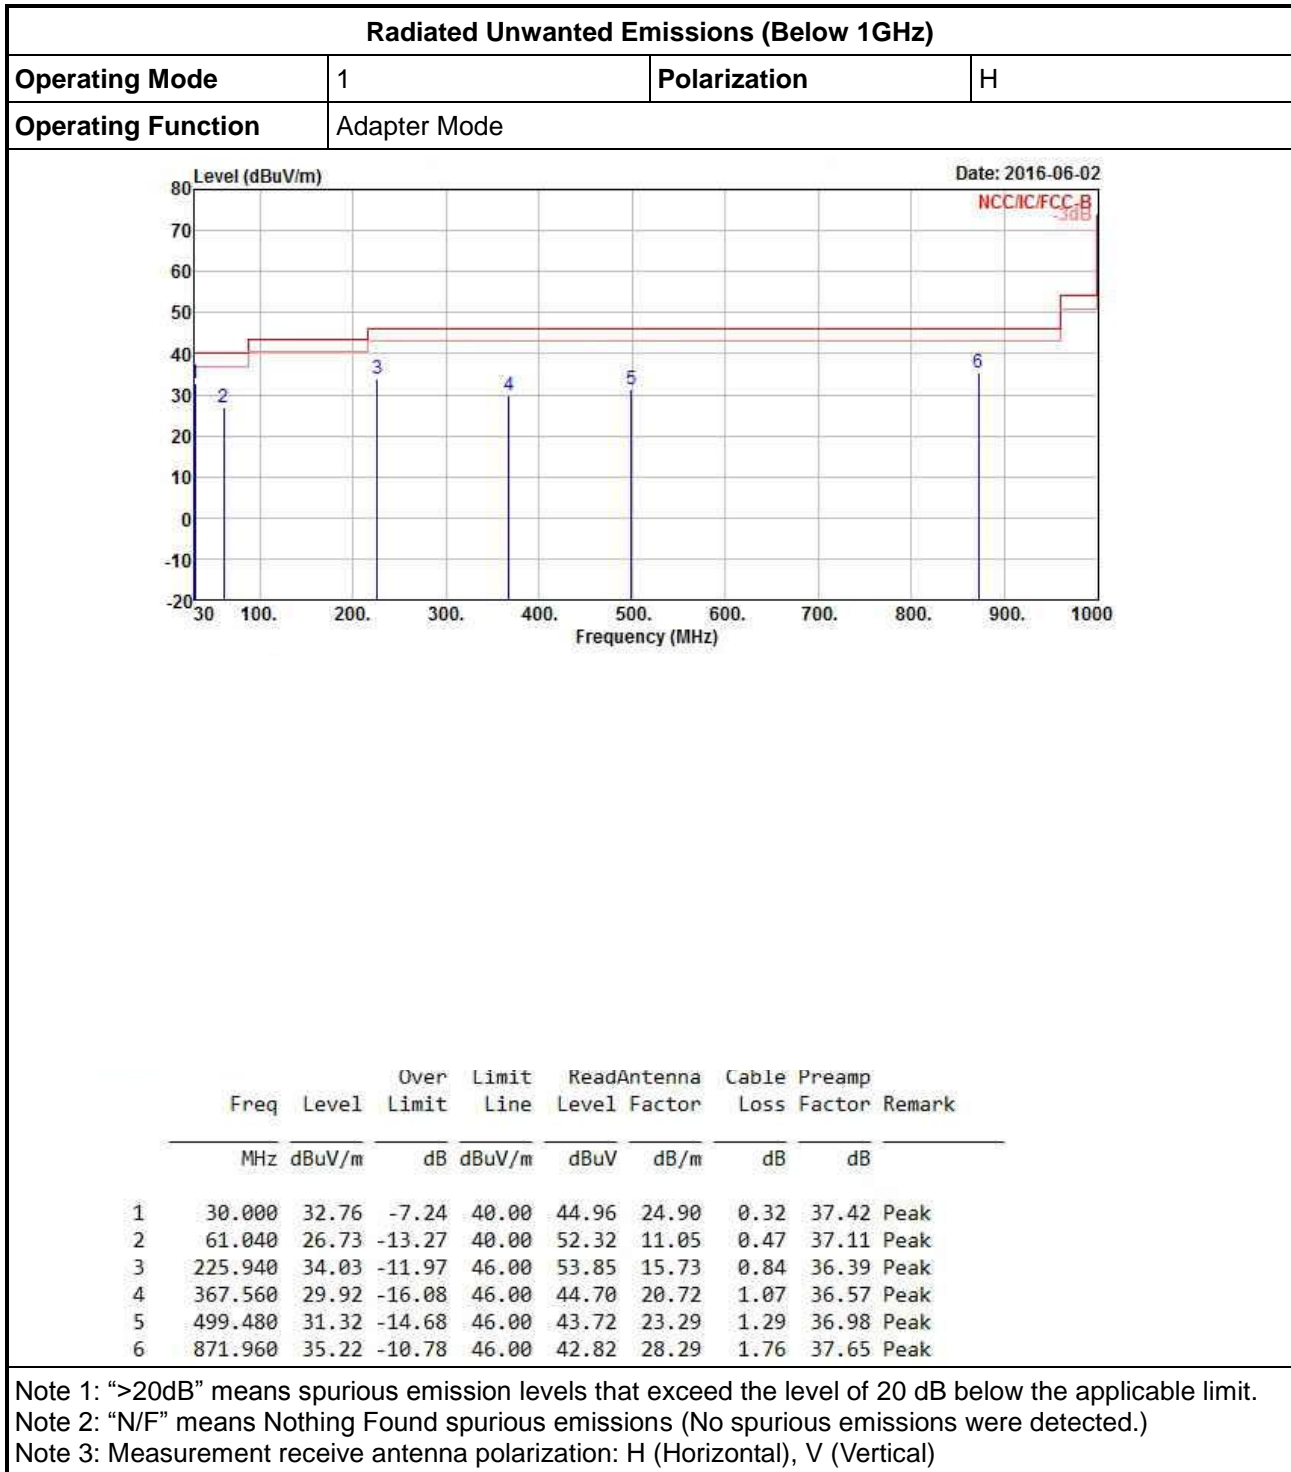 Radiated Unwanted Emissions (Below 1GHz)
Operating Mode 1 Polarization H
Operating Function Adapter Mode
Level (dBuV/m) Date: 2016-06-02
80
NCC/IC/FCC-B
-3dB
70
60
50
40
3 4 5 6
30 2
20
10
0
-10
-20
30 100. 200. 300. 400. 500. 600. 700. 800. 900. 1000
Frequency (MHz)
Over Limit ReadAntenna Cable Preamp
Freq Level Limit Line Level Factor Loss Factor Remark
MHz dBuV/m dB dBuV/m dBuV dB/m dB dB
1 30.000 32.76 -7.24 40.00 44.96 24.90 0.32 37.42 Peak
2 61.040 26.73 -13.27 40.00 52.32 11.05 0.47 37.11 Peak
3 225.940 34.03 -11.97 46.00 53.85 15.73 0.84 36.39 Peak
4 367.560 29.92 -16.08 46.00 44.70 20.72 1.07 36.57 Peak
5 499.480 31.32 -14.68 46.00 43.72 23.29 1.29 36.98 Peak
6 871.960 35.22 -10.78 46.00 42.82 28.29 1.76 37.65 Peak
Note 1: “>20dB” means spurious emission levels that exceed the level of 20 dB below the applicable limit.
Note 2: “N/F” means Nothing Found spurious emissions (No spurious emissions were detected.)
Note 3: Measurement receive antenna polarization: H (Horizontal), V (Vertical)